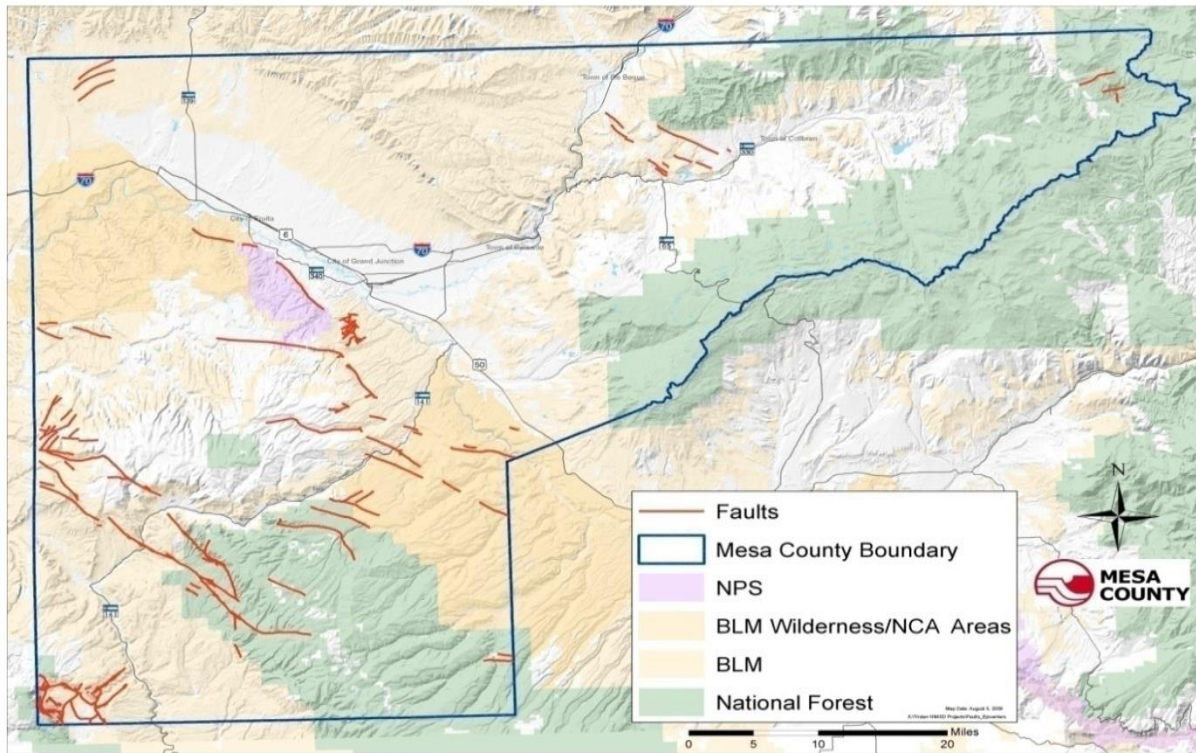 70
139
Town of De Beque
330
Town of Collbran
70
City of Fruita
6
65
70
Town of Palisade
City of Grand Junction
340
50
141
N
141
Faults
Mesa County Boundary
NPS
BLM Wilderness/NCA Areas
BLM
National Forest
MESA
COUNTY
Miles
0 5 10 20